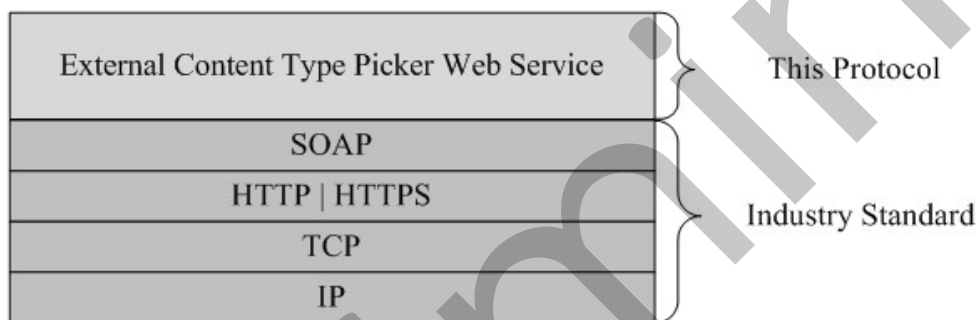 External Content Type Picker Web Service
This Protocol
SOAP
HTTP | HTTPS
TCP
IP
Industry Standard